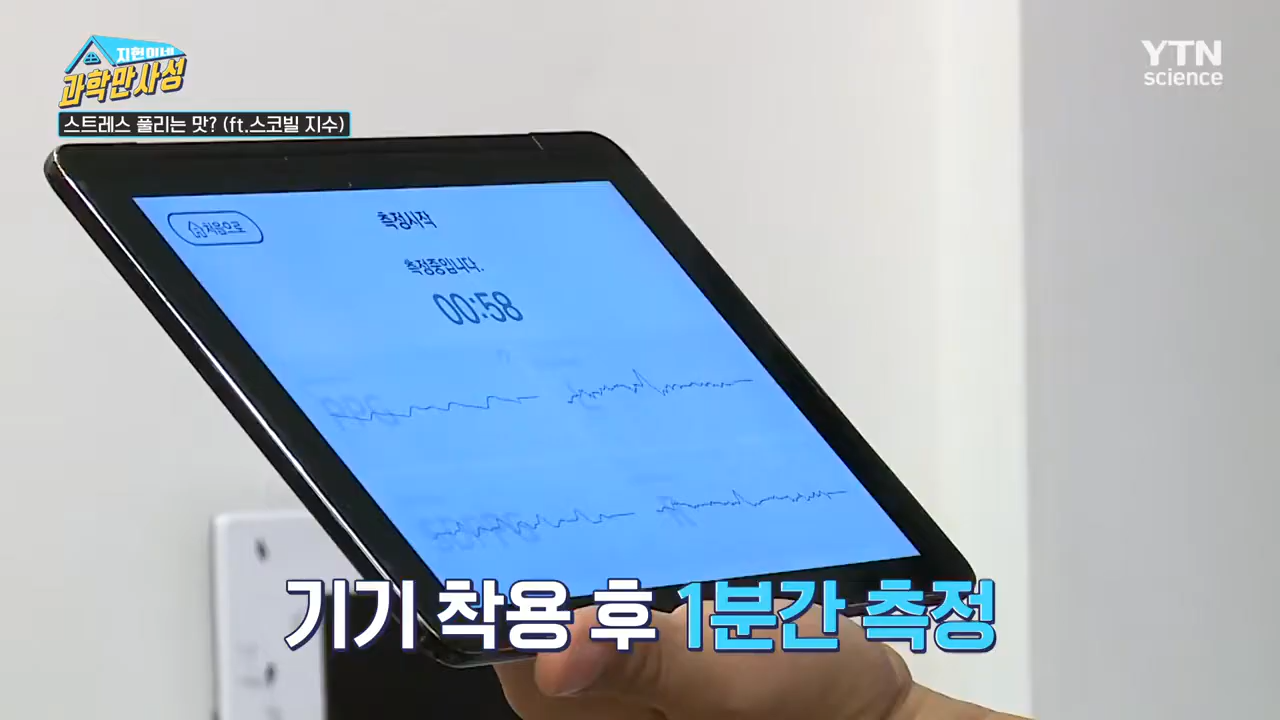 지헌이네
과학만사성
YTN
science
스트레스 풀리는 맛? (ft.스코빌 지수)
처음으로
측정시작
측정중입니다.
00:58
PPG
기기 착용 후 1분간 측정